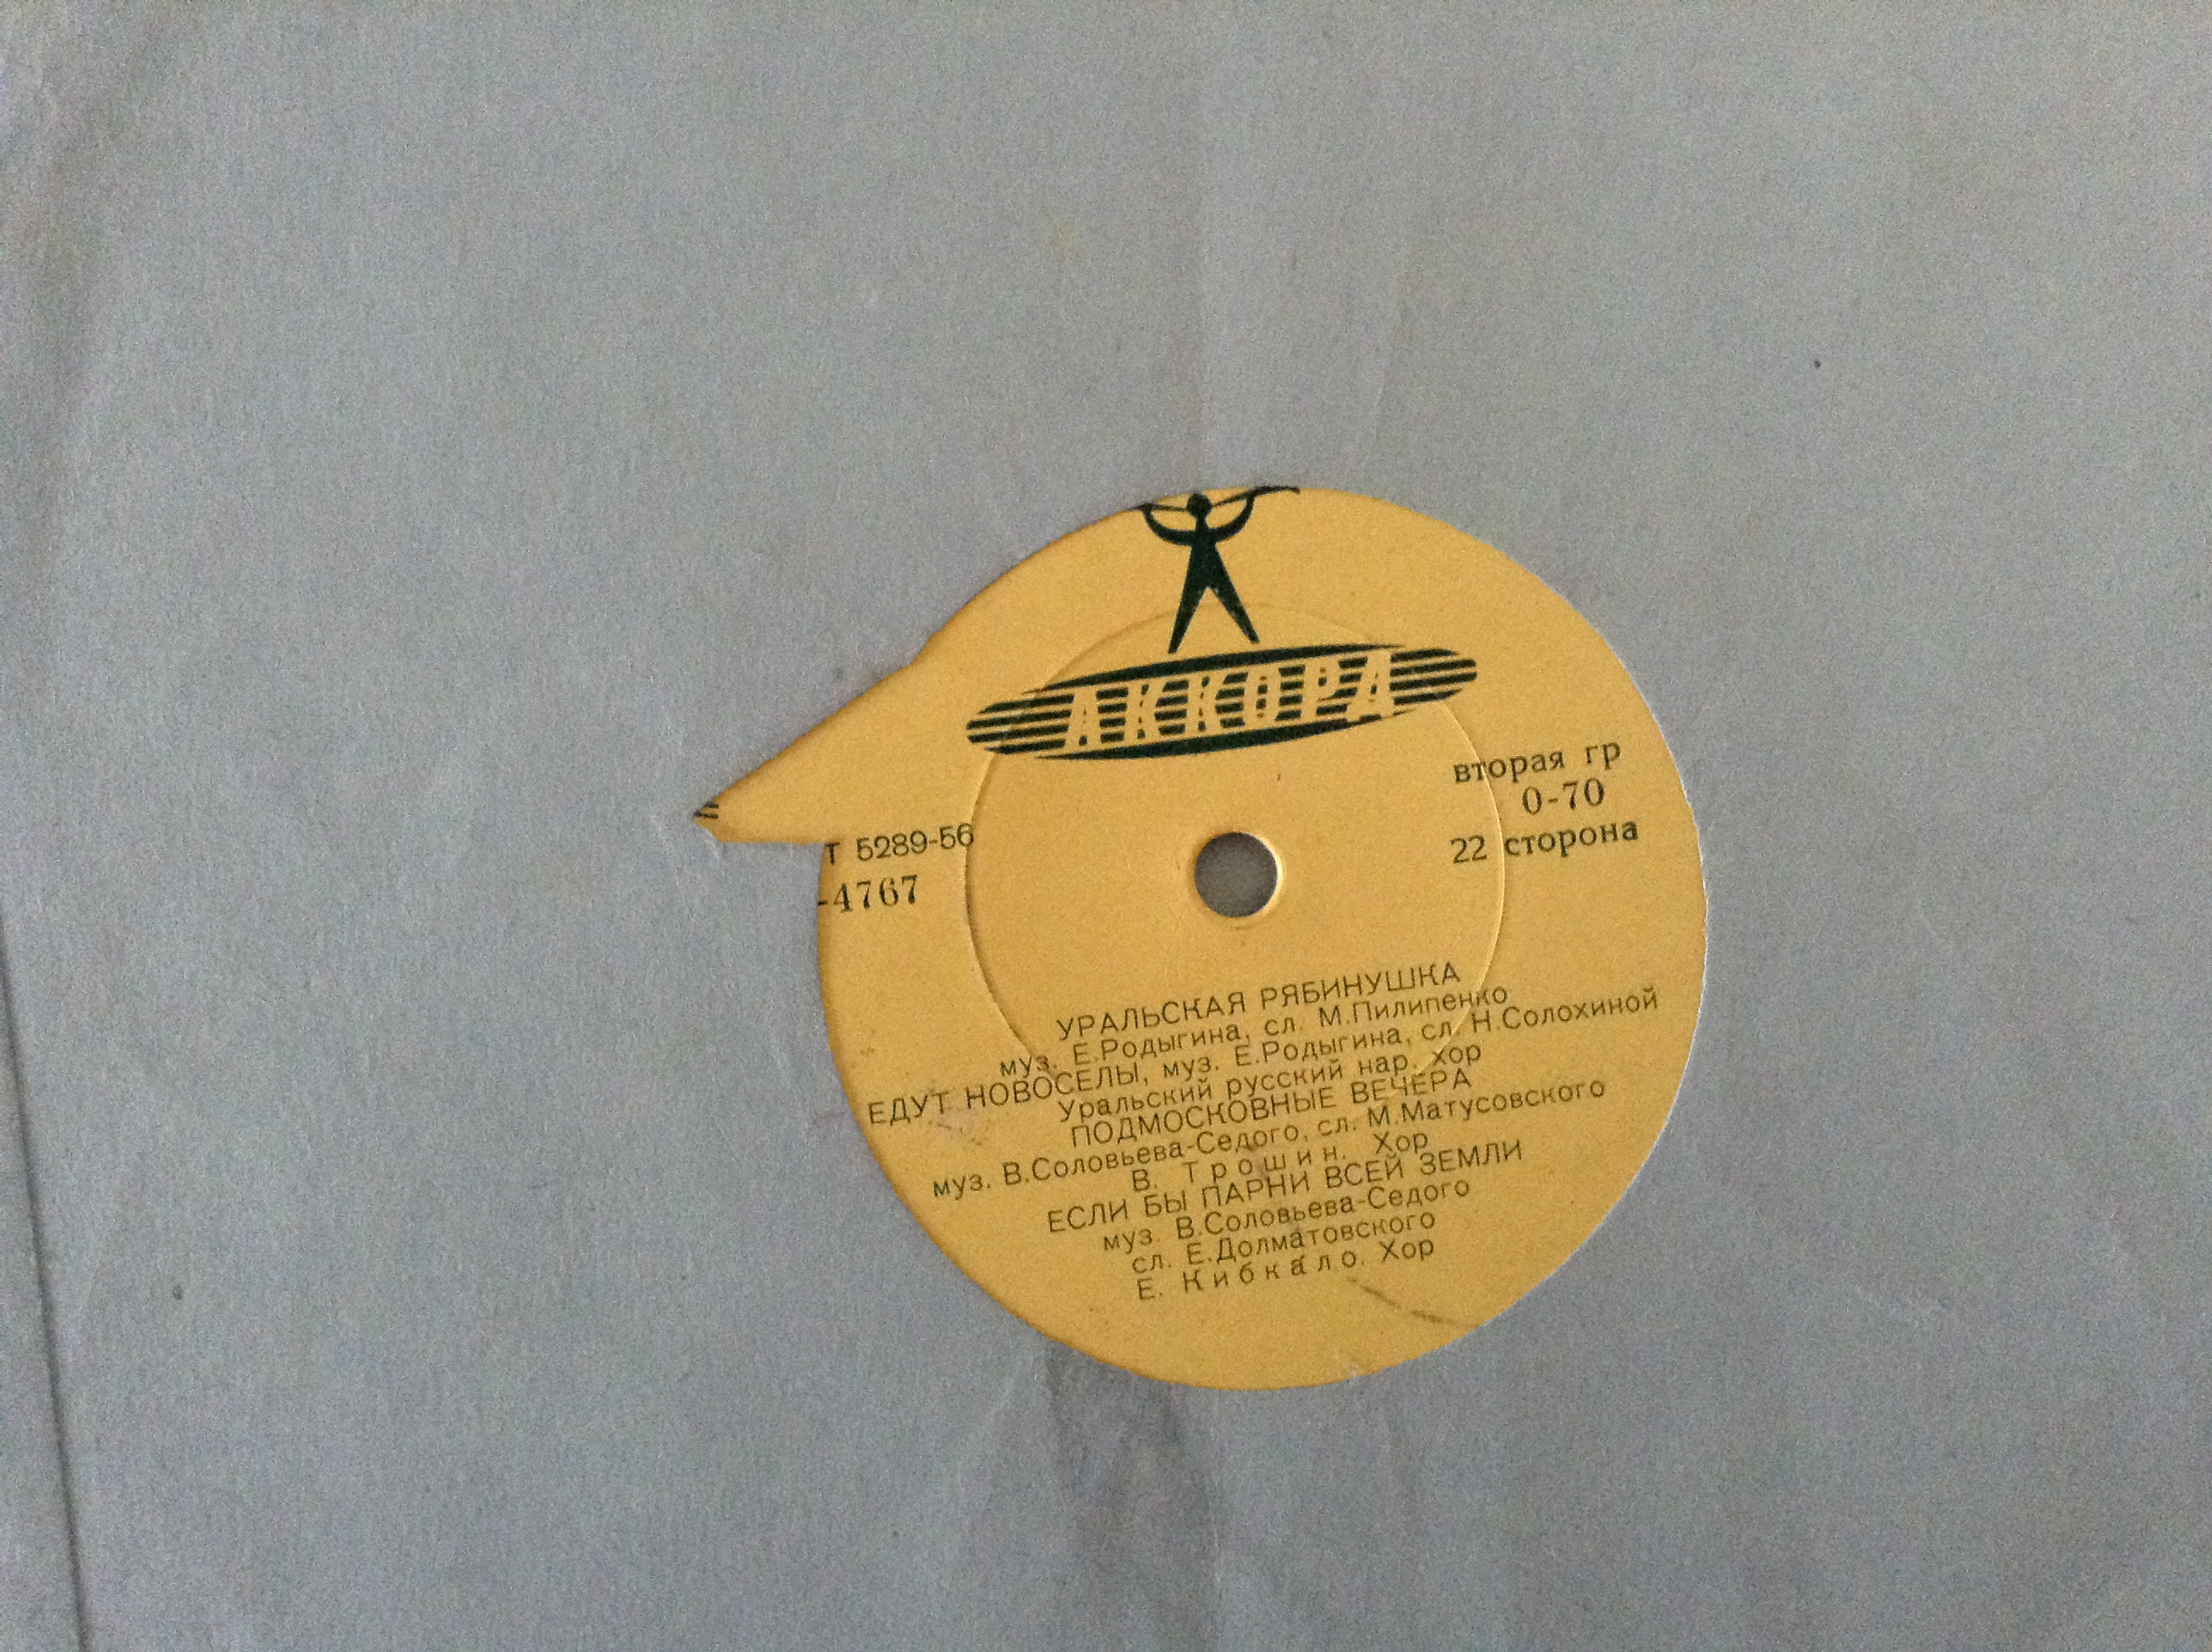 АККОРД
вторая гр
0-70
22 сторона
Т 5289-56
-4767
УРАЛЬСКАЯ РЯБИНУШКА
муз. Е.Родыгина, сл. М.Пилипенко
ЕДУТ НОВОСЕЛЫ, муз. Е.Родыгина, сл. Н.Солохиной
Уральский русский нар. хор
ПОДМОСКОВНЫЕ ВЕЧЕРА
муз. В.Соловьева-Седого, сл. М.Матусовского
В. Трошин. Хор
ЕСЛИ БЫ ПАРНИ ВСЕЙ ЗЕМЛИ
муз. В.Соловьева-Седого
сл. Е.Долматовского
Е. Кибкало. Хор